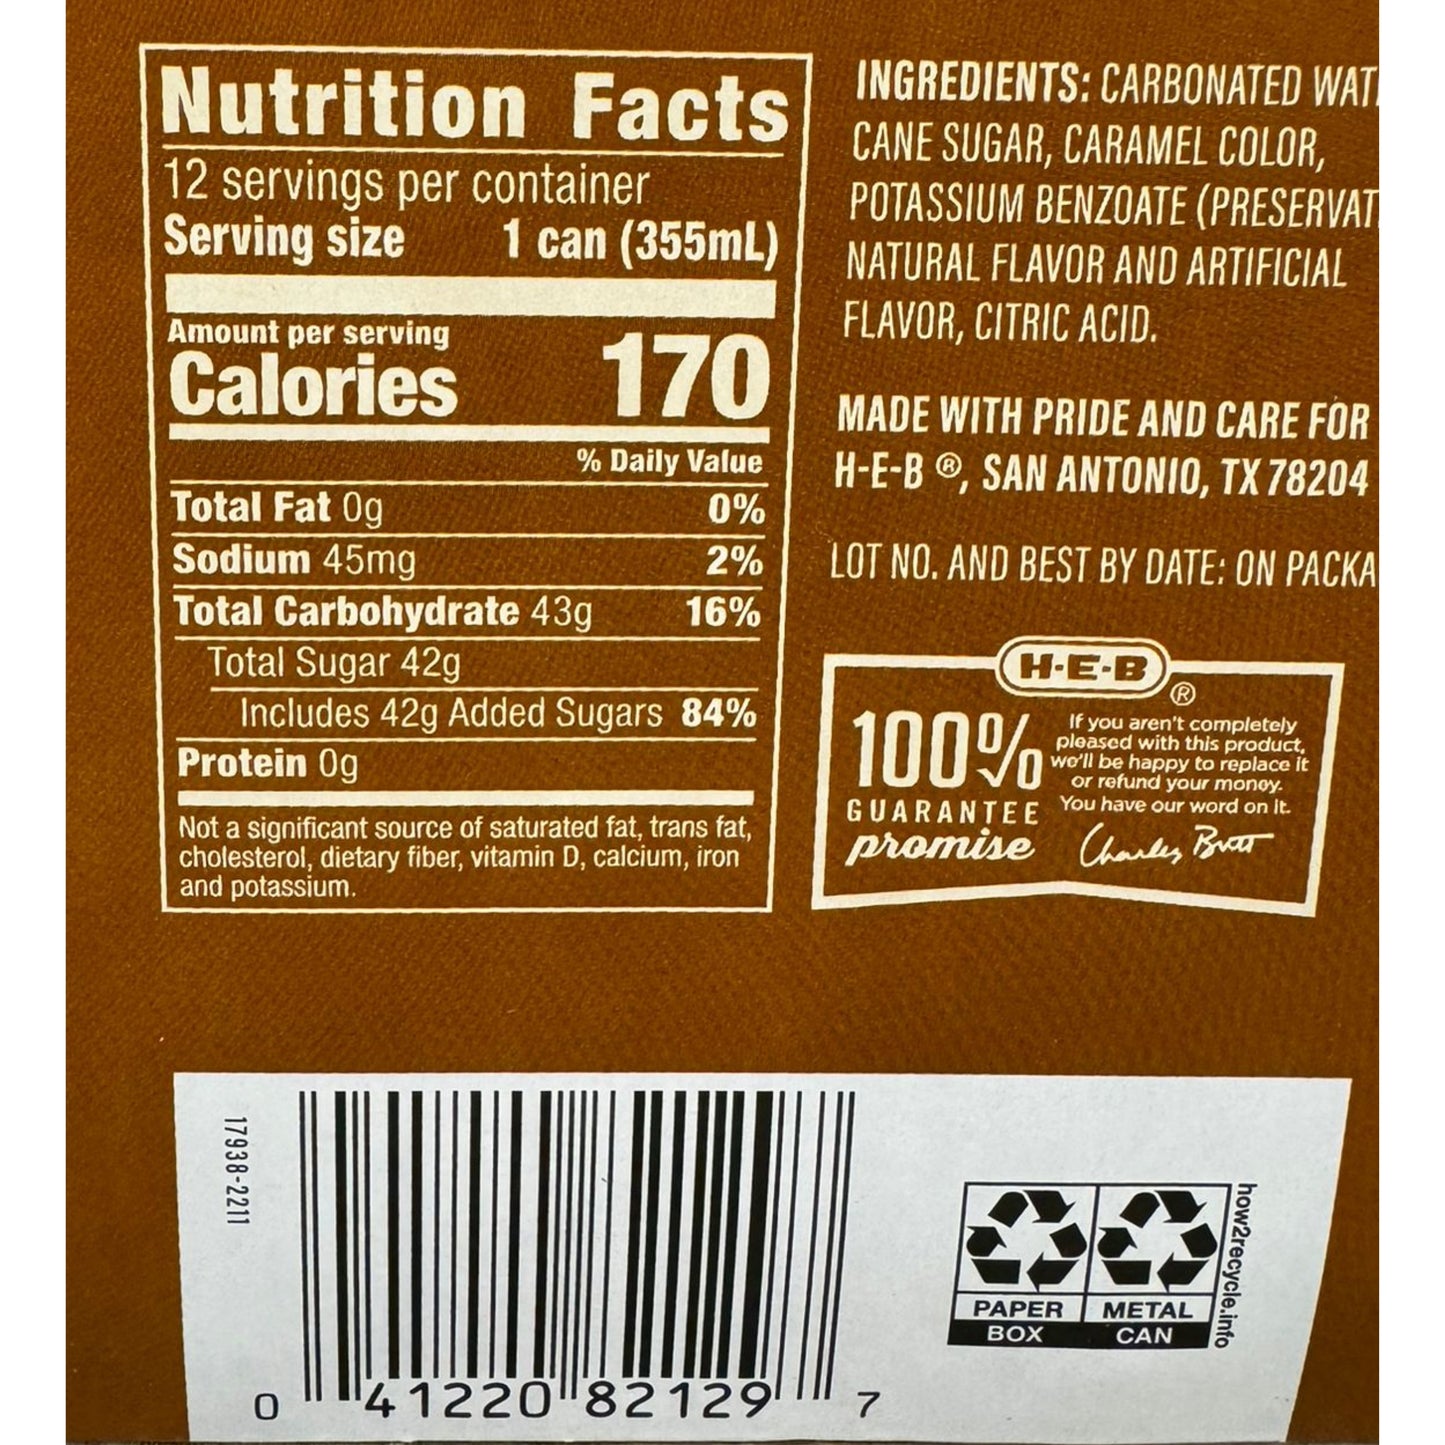 Nutrition Facts
12 servings per container
Serving size 1 can (355mL)
Amount per serving
Calories 170
% Daily Value
Total Fat 0g 0%
Sodium 45mg 2%
Total Carbohydrate 43g 16%
Total Sugar 42g
Includes 42g Added Sugars 84%
Protein 0g
Not a significant source of saturated fat, trans fat,
cholesterol, dietary fiber, vitamin D, calcium, iron
and potassium.
INGREDIENTS: CARBONATED WAT
CANE SUGAR, CARAMEL COLOR,
POTASSIUM BENZOATE (PRESERVAT
NATURAL FLAVOR AND ARTIFICIAL
FLAVOR, CITRIC ACID.
MADE WITH PRIDE AND CARE FOR
H-E-B ®, SAN ANTONIO, TX 78204
LOT NO. AND BEST BY DATE: ON PACKA
H-E-B ®
100%
GUARANTEE
promise
If you aren't completely
pleased with this product,
we'll be happy to replace it
or refund your money.
You have our word on it.
Charles Butt
17938-2211
0 41220 82129 7
PAPER
BOX
METAL
CAN
how2recycle.info